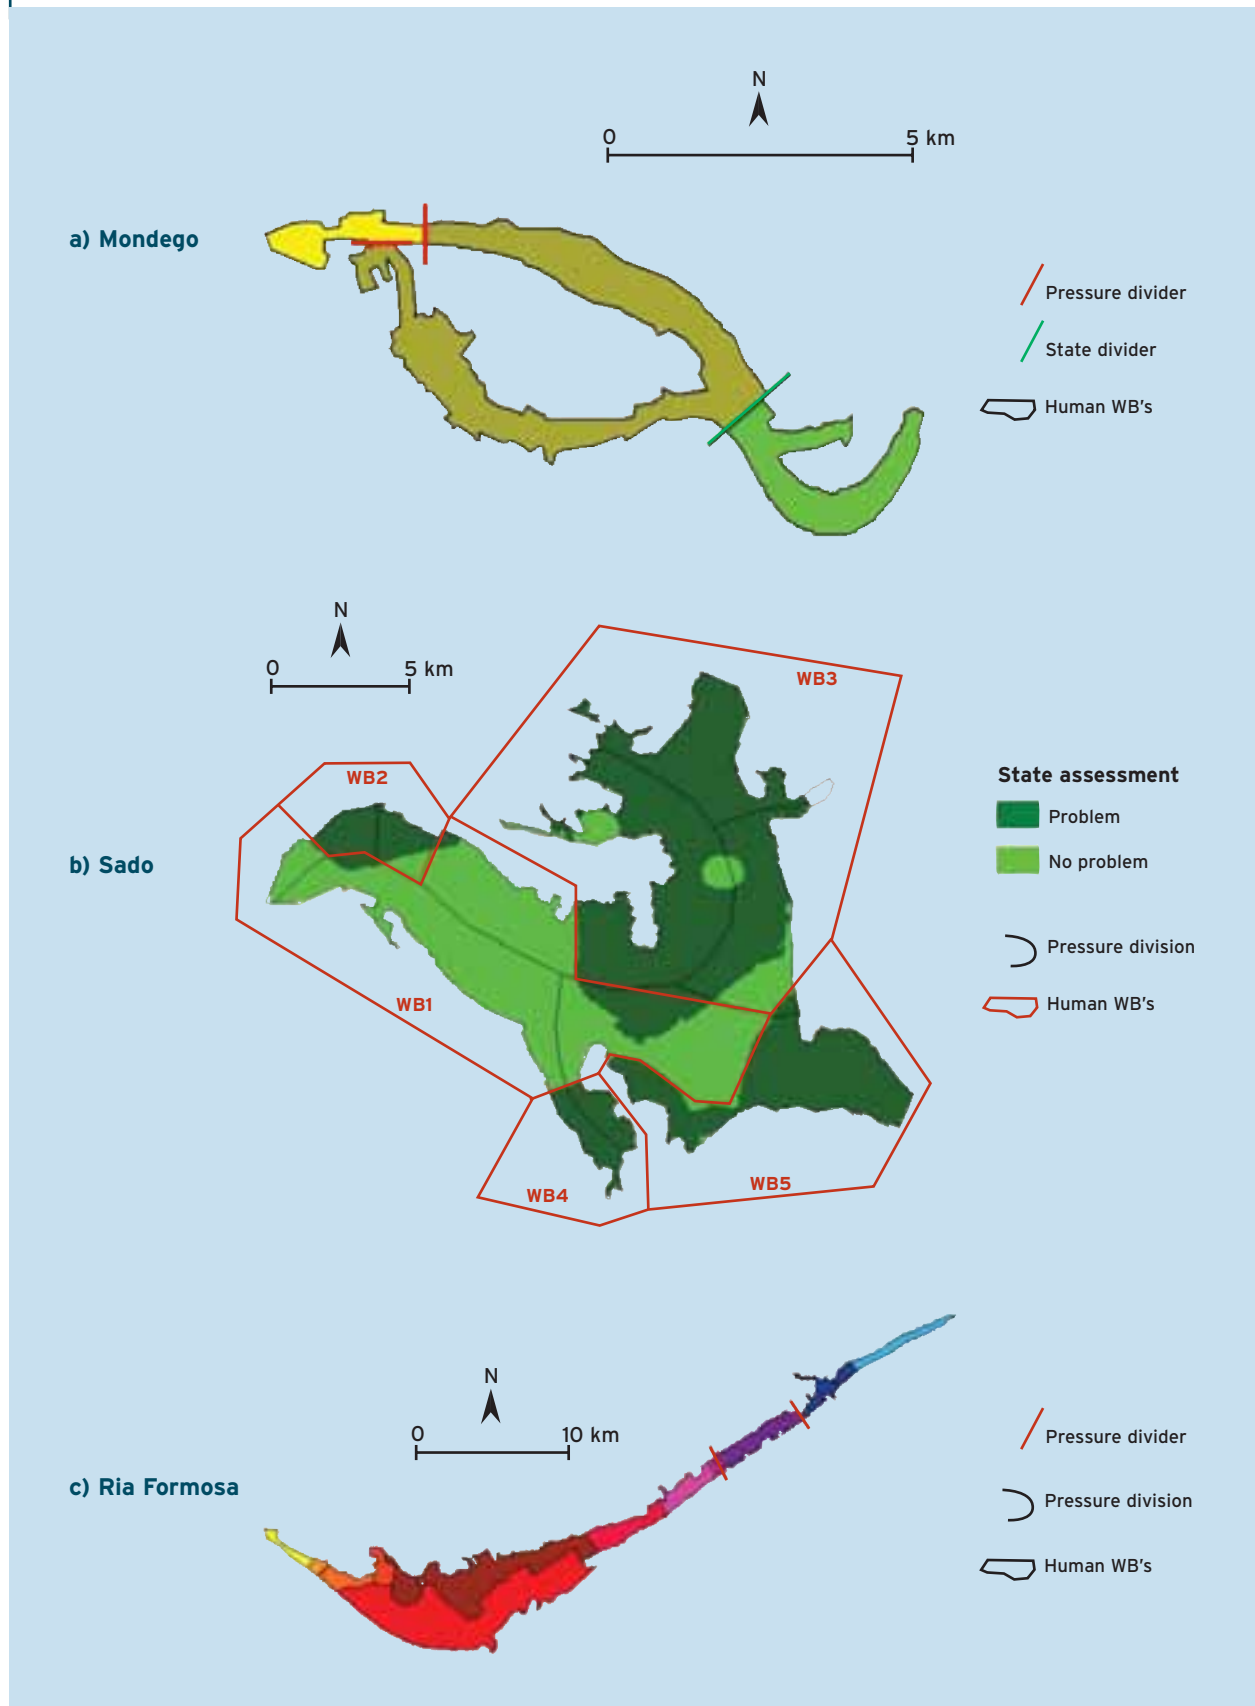 N
0 5 km
a) Mondego
Pressure divider
State divider
Human WB's
N
0 5 km
WB3
WB2
State assessment
Problem
b) Sado
No problem
Pressure division
WB1
Human WB's
WB5
WB4
N
0 10 km
Pressure divider
c) Ria Formosa
Pressure division
Human WB's